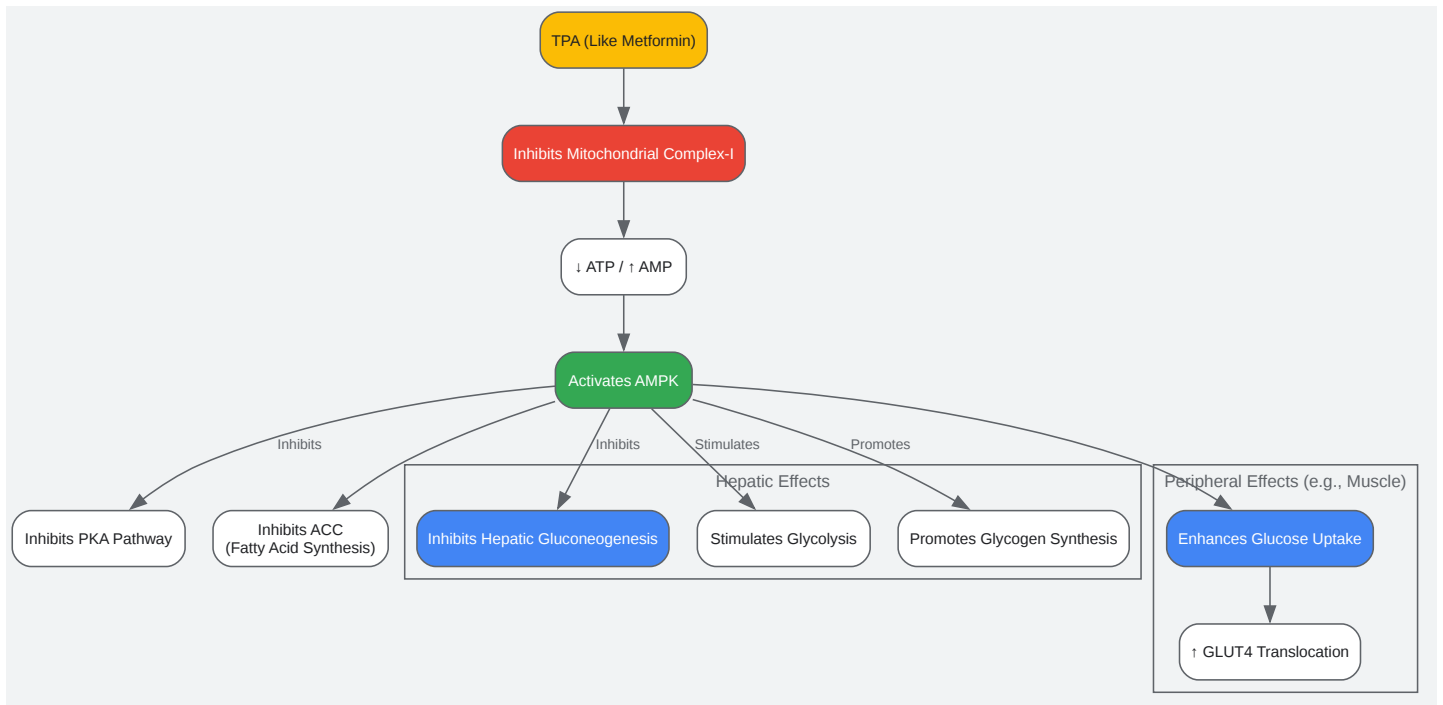 TPA (Like Metformin)
Inhibits Mitochondrial Complex-I
↓ ATP / ↑ AMP
Activates AMPK
Inhibits
Inhibits
Stimulates
Promotes
Hepatic Effects
Peripheral Effects (e.g., Muscle)
Inhibits PKA Pathway
Inhibits ACC
(Fatty Acid Synthesis)
Inhibits Hepatic Gluconeogenesis
Stimulates Glycolysis
Promotes Glycogen Synthesis
Enhances Glucose Uptake
↑ GLUT4 Translocation